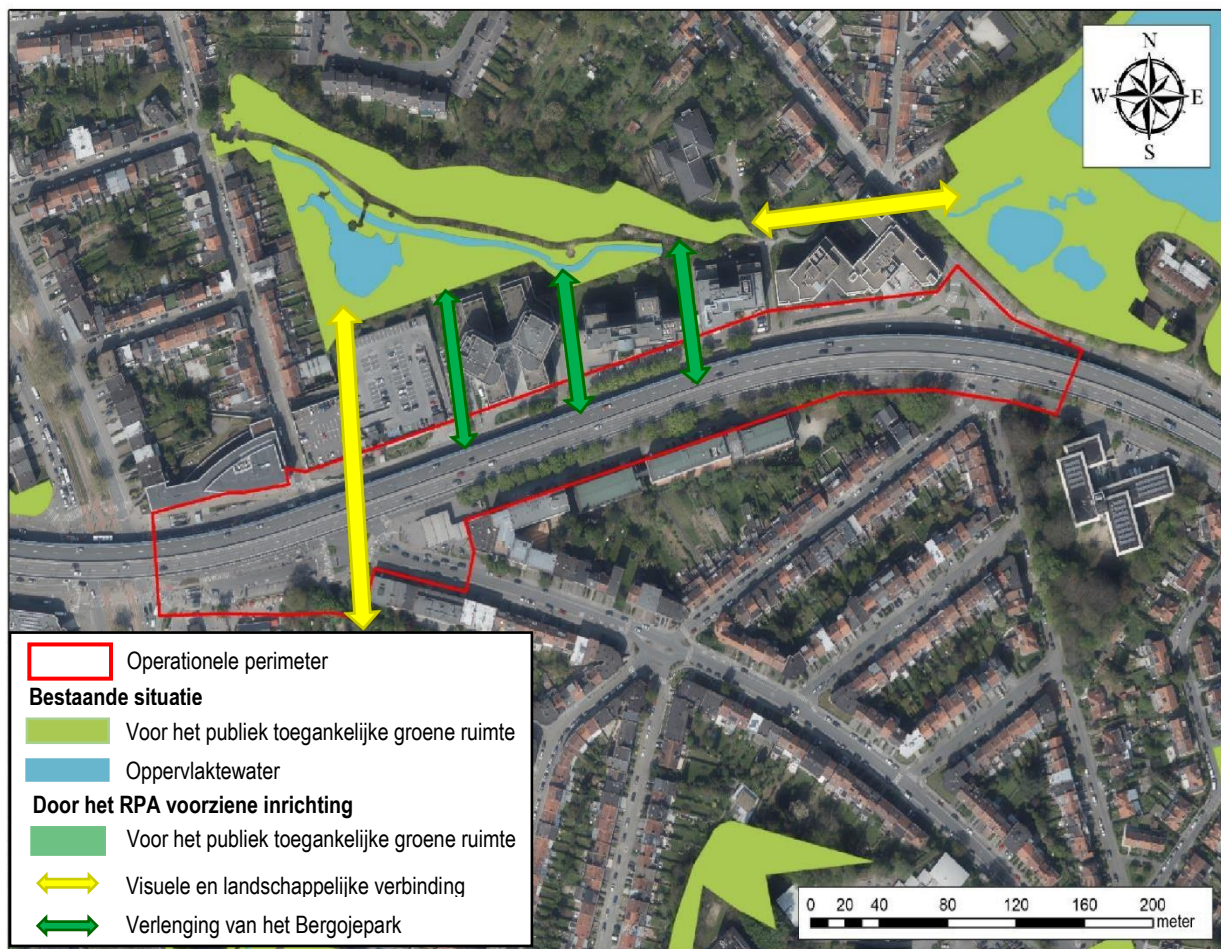 N
W E
S
Operationele perimeter
Bestaande situatie
Voor het publiek toegankelijke groene ruimte
Oppervlaktewater
Door het RPA voorziene inrichting
Voor het publiek toegankelijke groene ruimte
Visuele en landschappelijke verbinding
Verlenging van het Bergojepark
0 20 40 80 120 160 200
meter